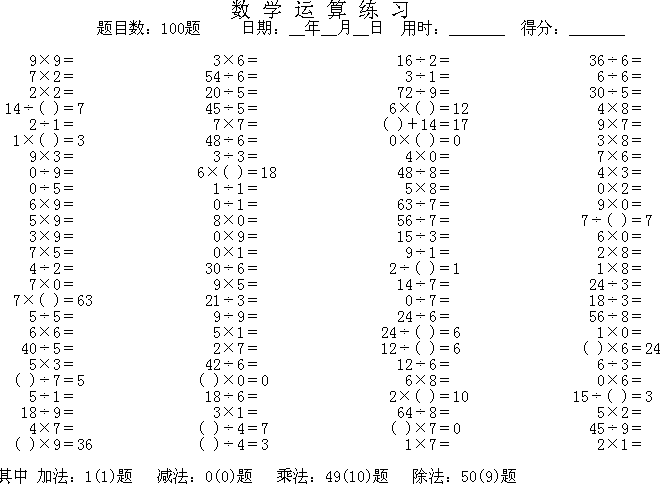 数 学 运 算 练 习
题目数: 100题 日期: __年__月__日 用时: ______ 得分: ______
9×9= 3×6= 16÷2= 36÷6=
7×2= 54÷6= 3÷1= 6÷6=
2×2= 20÷5= 72÷9= 30÷5=
14÷( )=7 45÷5= 6×( )=12 4×8=
2÷1= 7×7= ( )+14=17 9×7=
1×( )=3 48÷6= 0×( )=0 3×8=
9×3= 3÷3= 4×0= 7×6=
0÷9= 6×( )=18 48÷8= 4×3=
0÷5= 1÷1= 5×8= 0×2=
6×9= 0÷1= 63÷7= 9×0=
5×9= 8×0= 56÷7= 7÷( )=7
3×9= 0×9= 15÷3= 6×0=
7×5= 0×1= 9÷1= 2×8=
4÷2= 30÷6= 2÷( )=1 1×8=
7×0= 9×5= 14÷7= 24÷3=
7×( )=63 21÷3= 0÷7= 18÷3=
5÷5= 9÷9= 24÷6= 56÷8=
6×6= 5×1= 24÷( )=6 1×0=
40÷5= 2×7= 12÷( )=6 ( )×6=24
5×3= 42÷6= 12÷6= 6÷3=
( )÷7=5 ( )×0=0 6×8= 0×6=
5÷1= 18÷6= 2×( )=10 15÷( )=3
18÷9= 3×1= 64÷8= 5×2=
4×7= ( )÷4=7 ( )×7=0 45÷9=
( )×9=36 ( )÷4=3 1×7= 2×1=
其中 加法: 1(1)题 减法: 0(0)题 乘法: 49(10)题 除法: 50(9)题